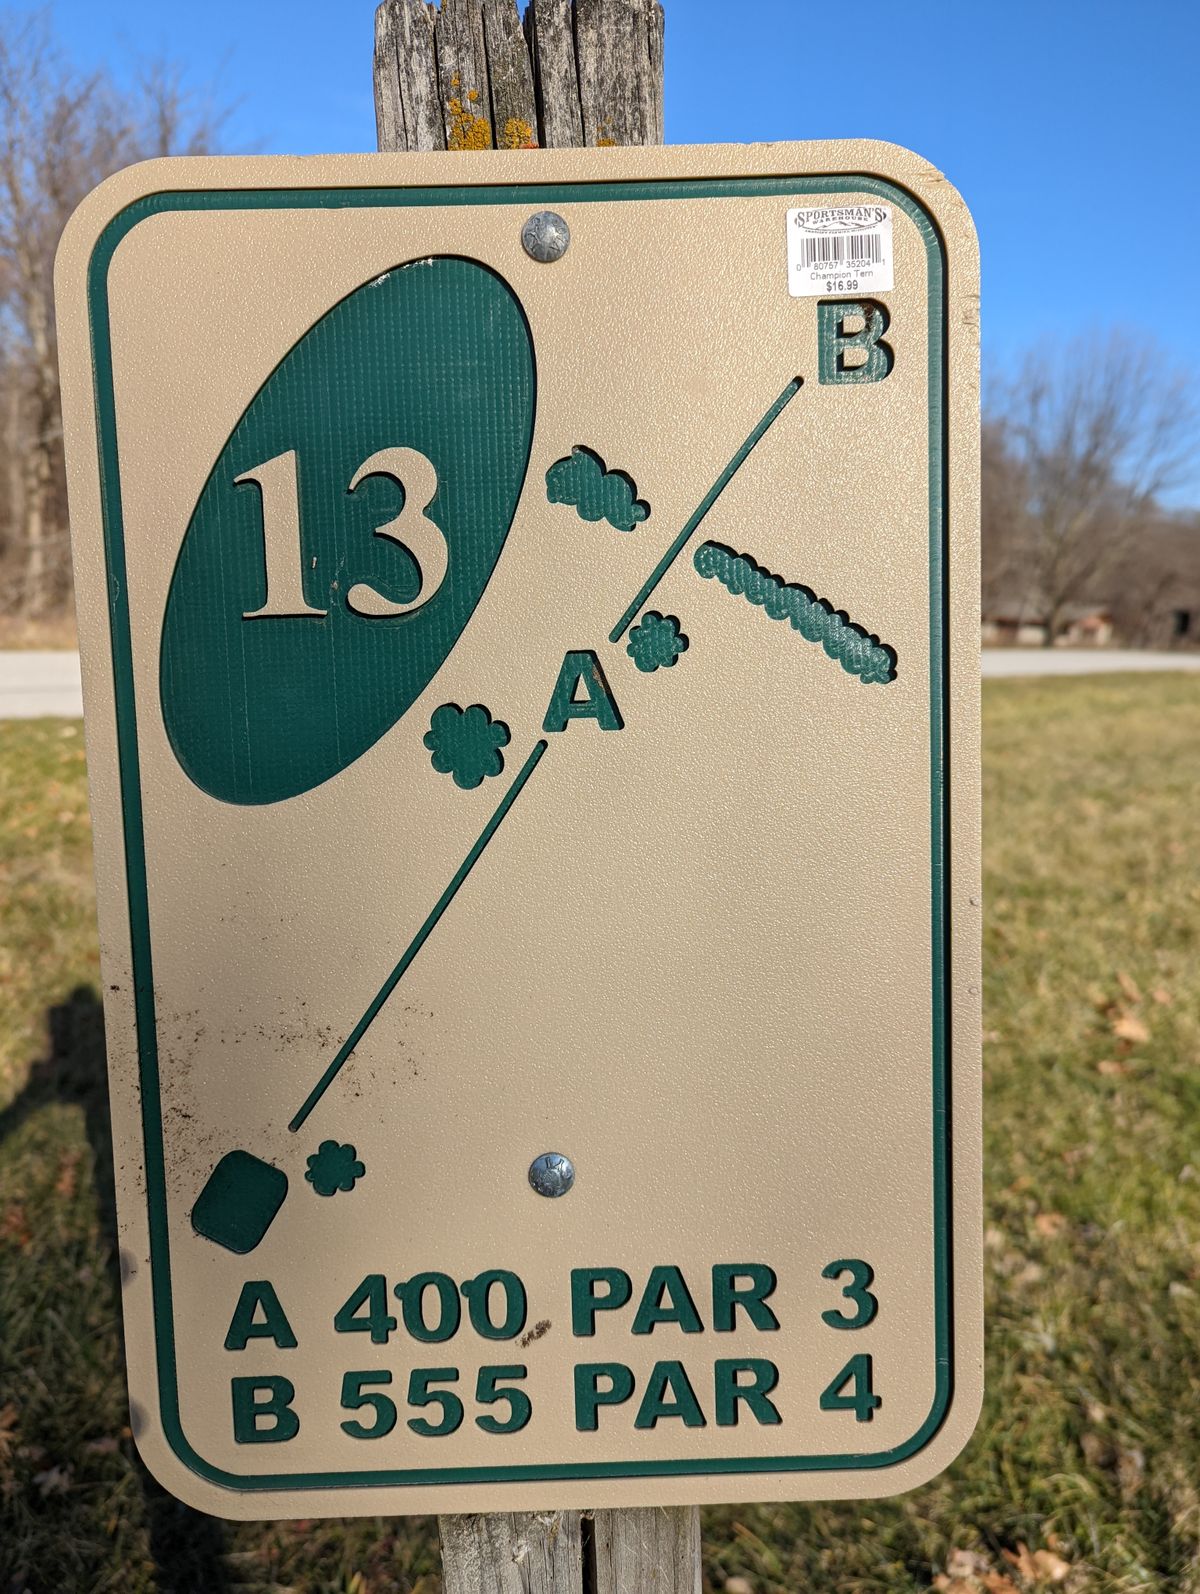 SPORTSMAN'S
WAREHOUSE
0 80757 35204 1
Champion Tern
$16.99
B
13
A
A 400 PAR 3
B 555 PAR 4